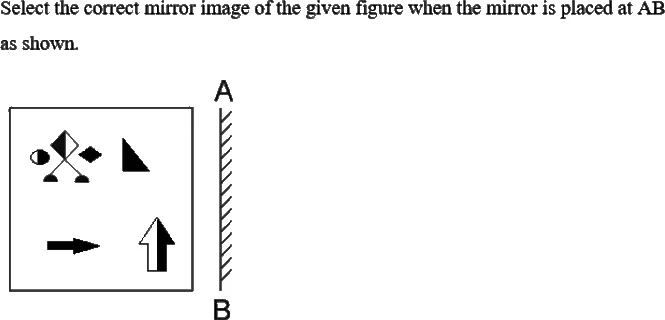 Select the correct mirror image of the given figure when the mirror is placed at AB
as shown.
A
B